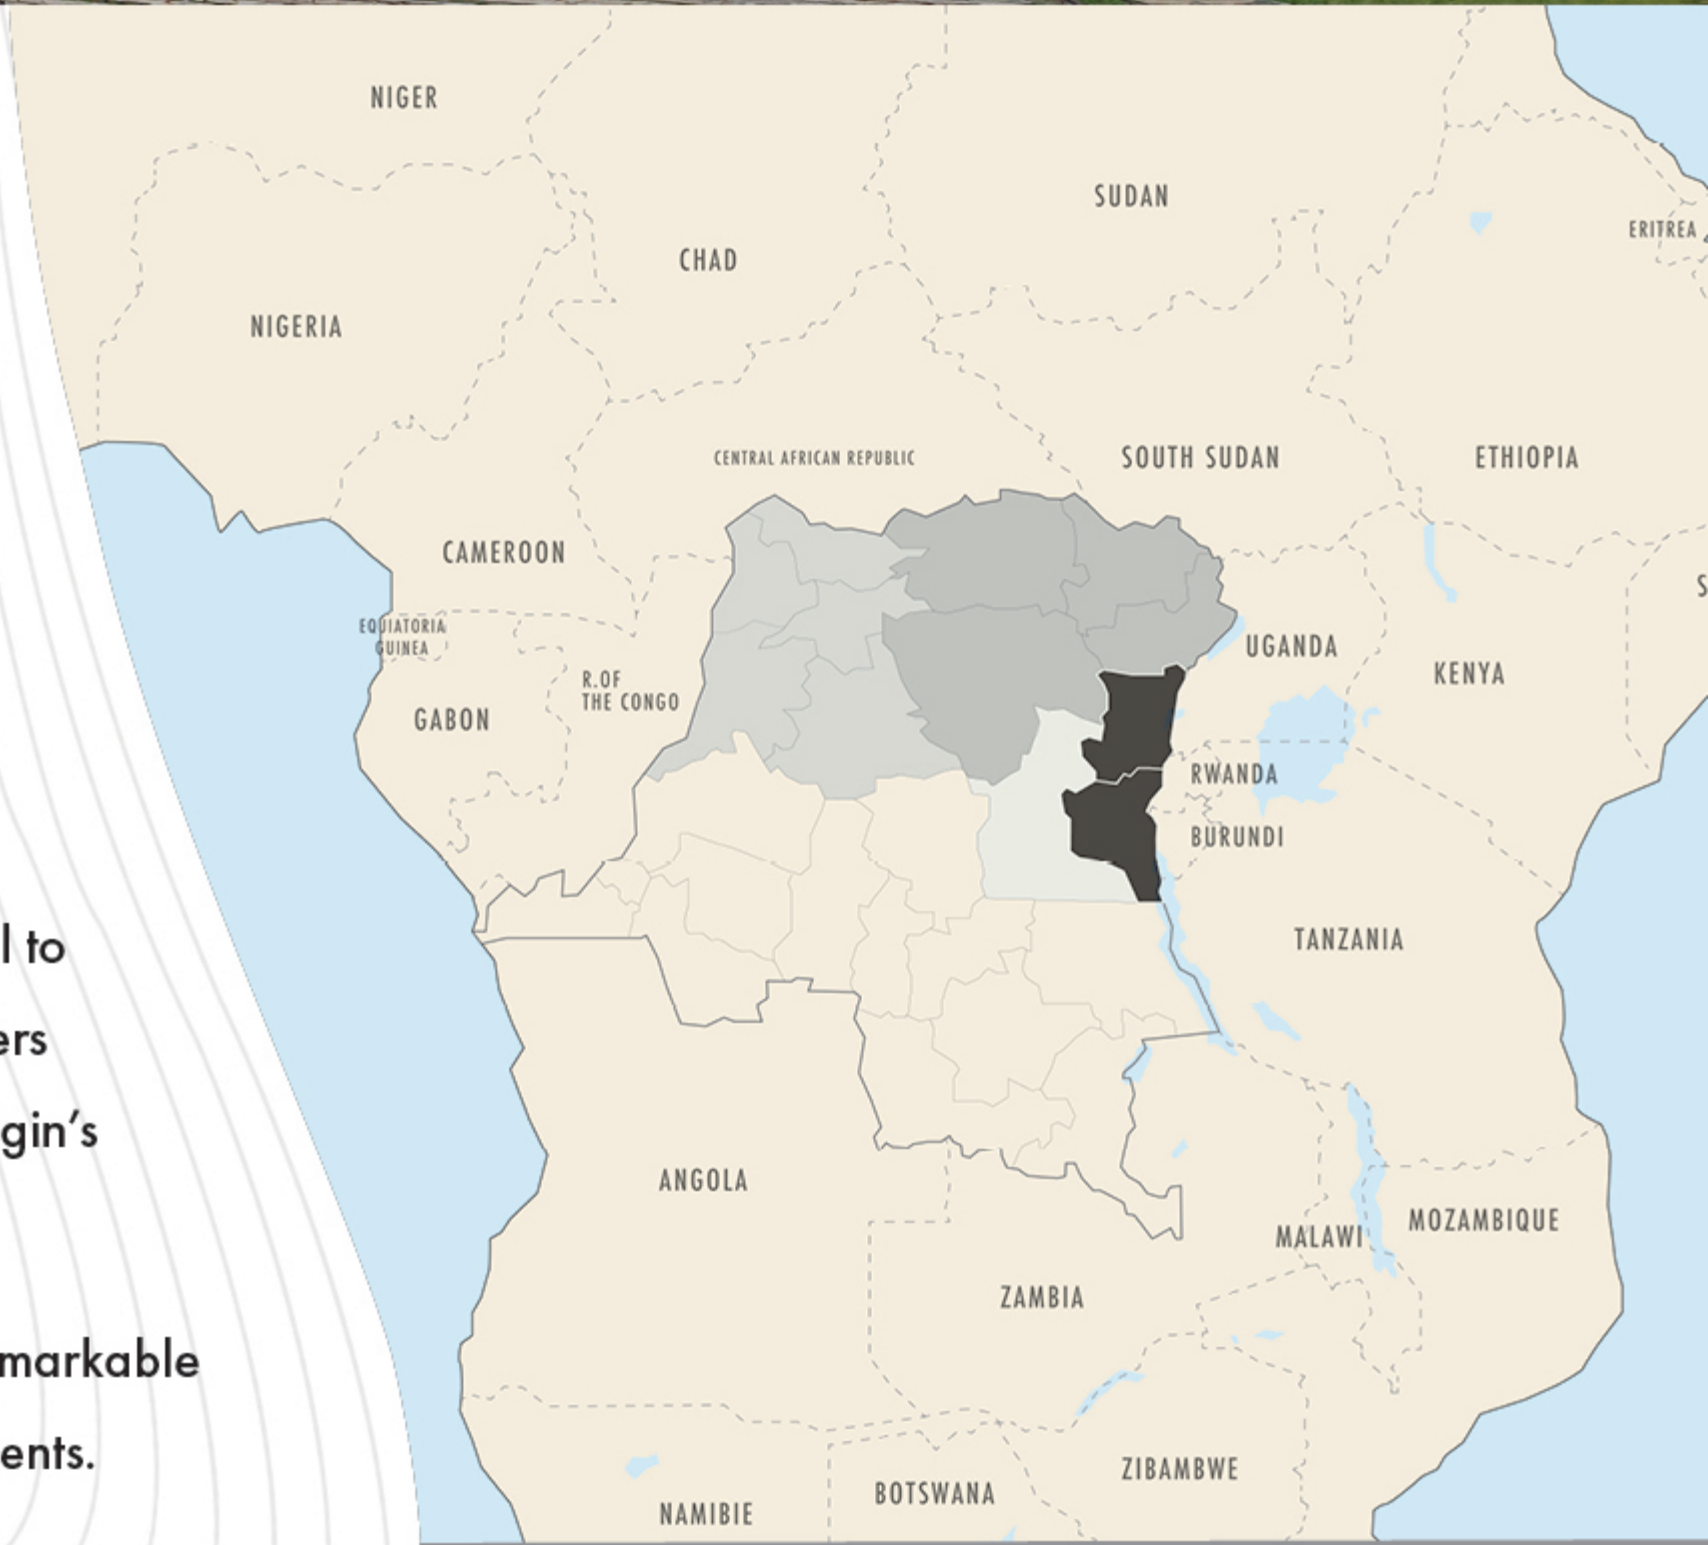 NIGER
SUDAN
ERITREA
CHAD
NIGERIA
CENTRAL AFRICAN REPUBLIC
SOUTH SUDAN
ETHIOPIA
CAMEROON
S
EQUIATORIA
GUINEA
UGANDA
KENYA
R.OF
THE CONGO
GABON
RWANDA
BURUNDI
TANZANIA
l to
ers
gin's
ANGOLA
MALAWI
MOZAMBIQUE
ZAMBIA
markable
ents.
ZIBAMBWE
BOTSWANA
NAMIBIE